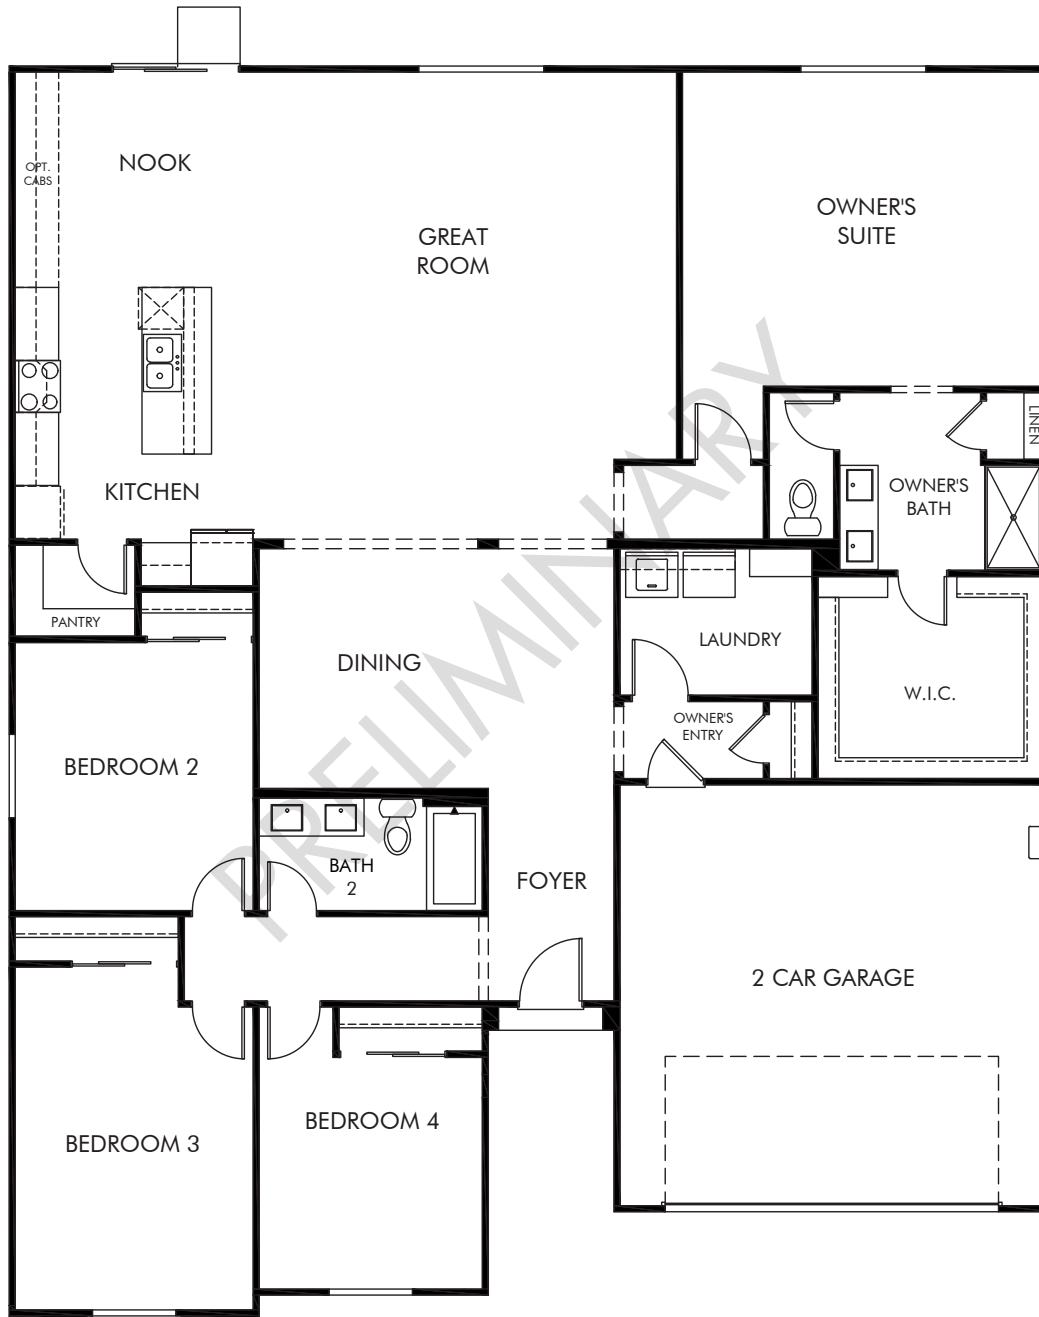 NOOK
OPT.
CABS
GREAT
ROOM
OWNER'S
SUITE
LINEN
KITCHEN
OWNER'S
BATH
PANTRY
DINING
LAUNDRY
W.I.C.
OWNER'S
ENTRY
BEDROOM 2
BATH
2
FOYER
2 CAR GARAGE
BEDROOM 3
BEDROOM 4
PRELIMINARY